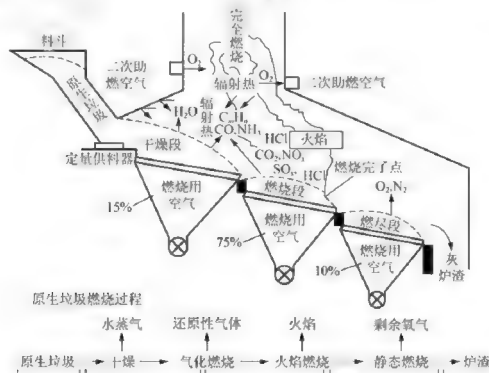 料斗
原生垃圾
二次助燃空气
O₂
完全燃烧
辐射热
O₂
二次助燃空气
H₂O
辐射热
CₘHₙ
CO,NH₃
HCl
火焰
干燥段
定量供料器
CO₂,NOₓ
SOₓ
HCl
燃烧完了点
O₂,N₂
15%
燃烧用空气
燃烧段
75%
燃烧用空气
燃尽段
10%
燃烧用空气
灰
炉渣
原生垃圾燃烧过程
水蒸气 还原性气体 火焰 剩余氧气
原生垃圾 干燥 气化燃烧 火焰燃烧 静态燃烧 炉渣